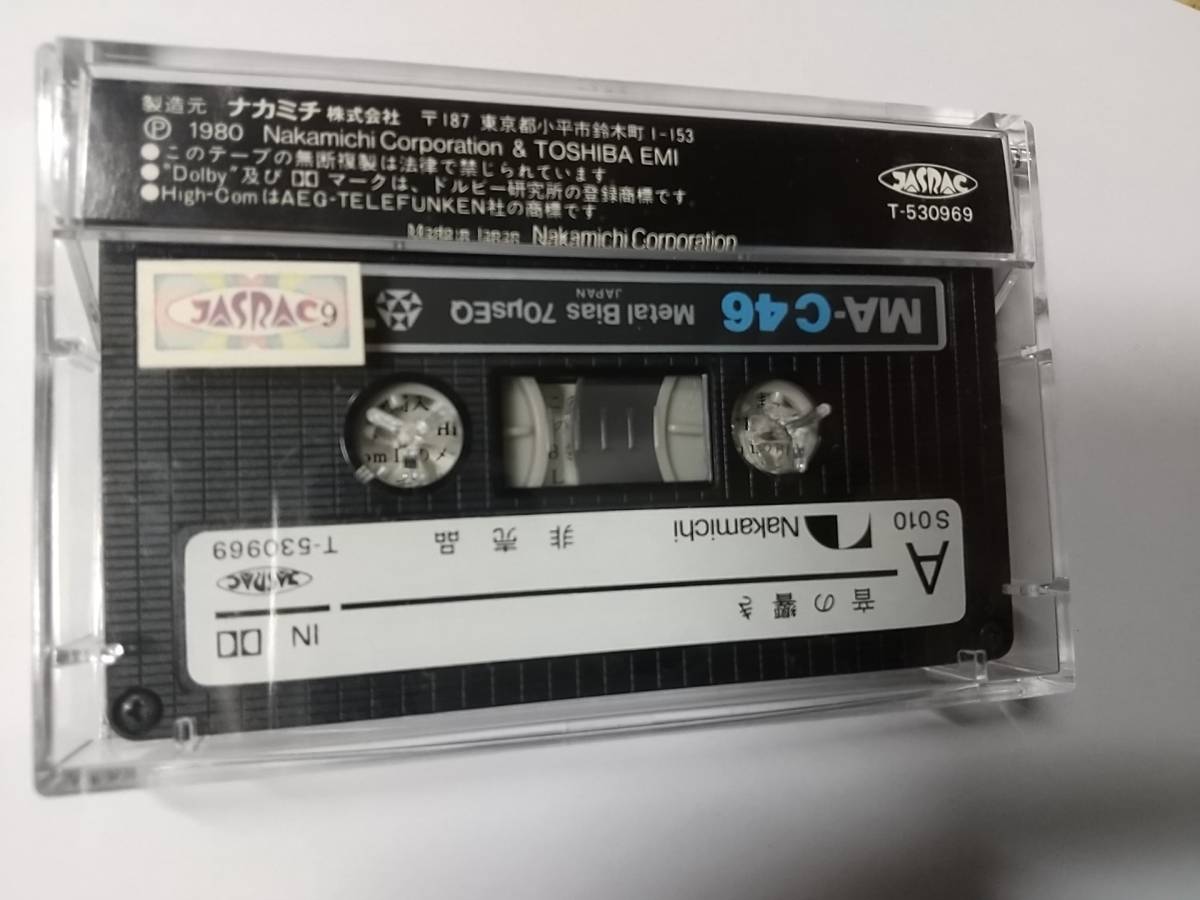 製造元 ナカミチ 株式会社 〒187 東京都小平市鈴木町 1-153
Ⓟ 1980 Nakamichi Corporation & TOSHIBA EMI
●このテープの無断複製は法律で禁じられています
●"Dolby"及び マークは、ドルビー研究所の登録商標です
●High-ComはAEG-TELEFUNKEN社の商標です
Made in Japan Nakamichi Corporation
JASRAC
T-530969
JASRAC9
MA-C46 Metal Bias 70μsEQ
JAPAN
S010 Nakamichi 非売品 T-530969
A JASRAC
音の響き IN